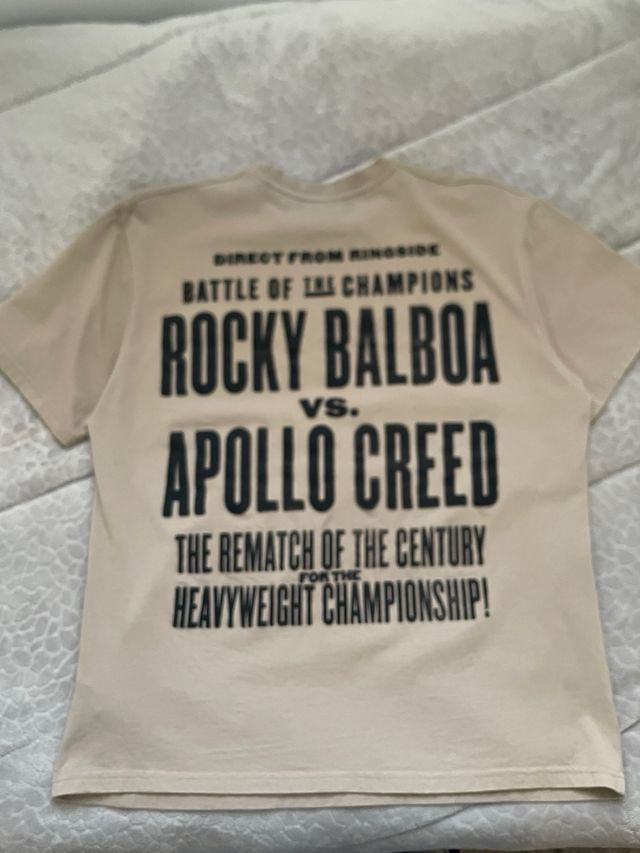 DIRECT FROM RINGSIDE
BATTLE OF THE CHAMPIONS
ROCKY BALBOA
VS.
APOLLO CREED
THE REMATCH OF THE CENTURY
FOR THE
HEAVYWEIGHT CHAMPIONSHIP!